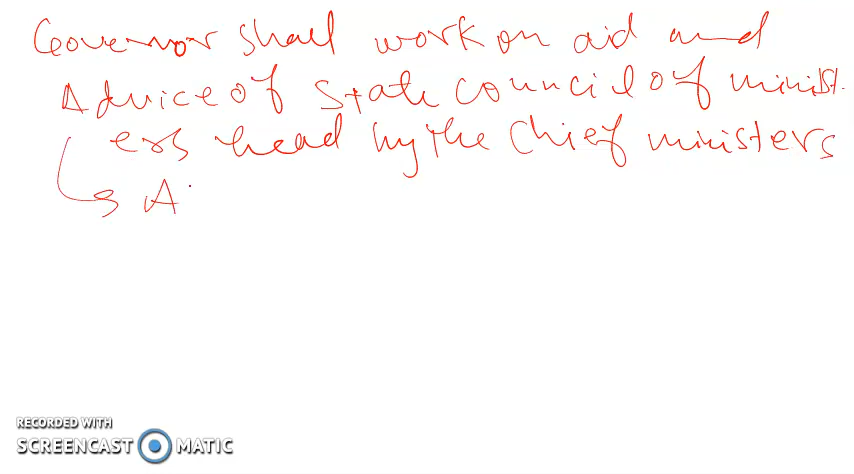 Governor shall work on aid and
Advice of State council of minist
ers head by the Chief ministers
A
RECORDED WITH
SCREENCAST MATIC